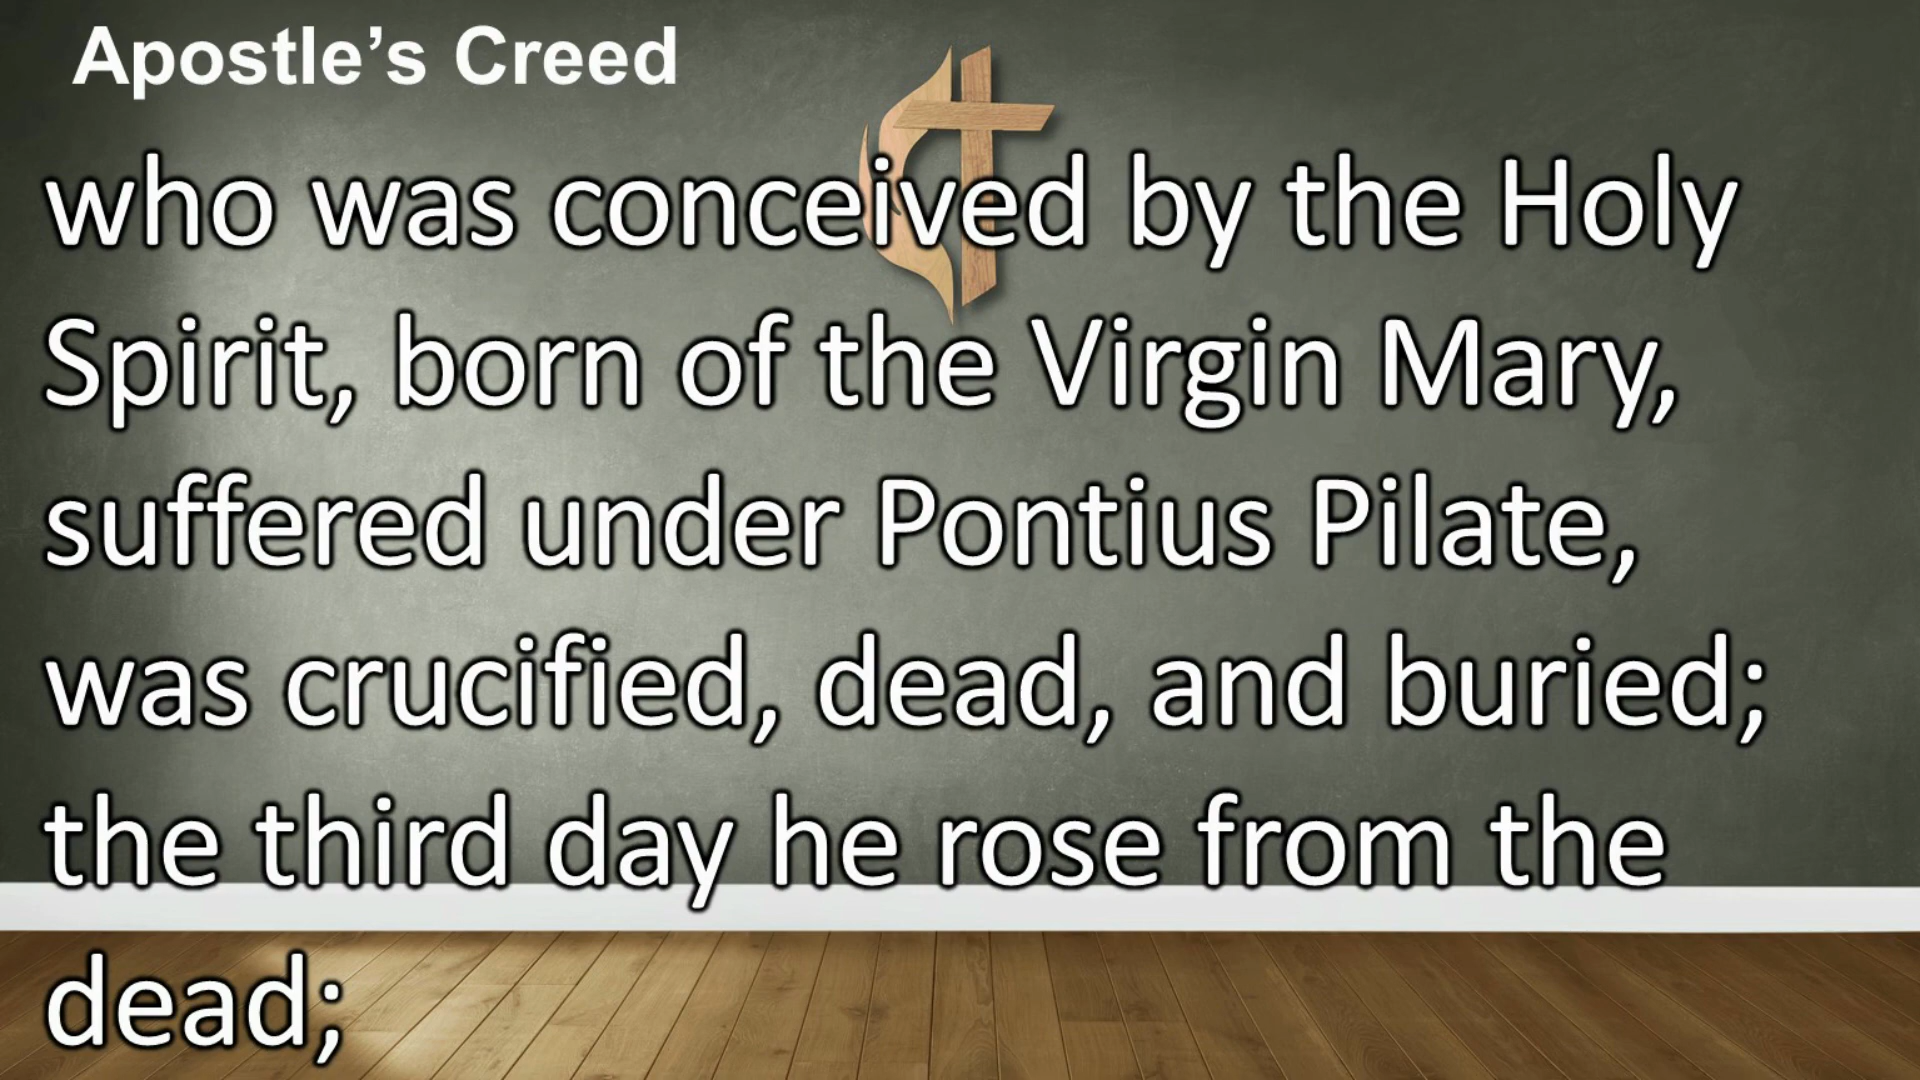 Apostle’s Creed
who was conceived by the Holy
Spirit, born of the Virgin Mary,
suffered under Pontius Pilate,
was crucified, dead, and buried;
the third day he rose from the
dead;